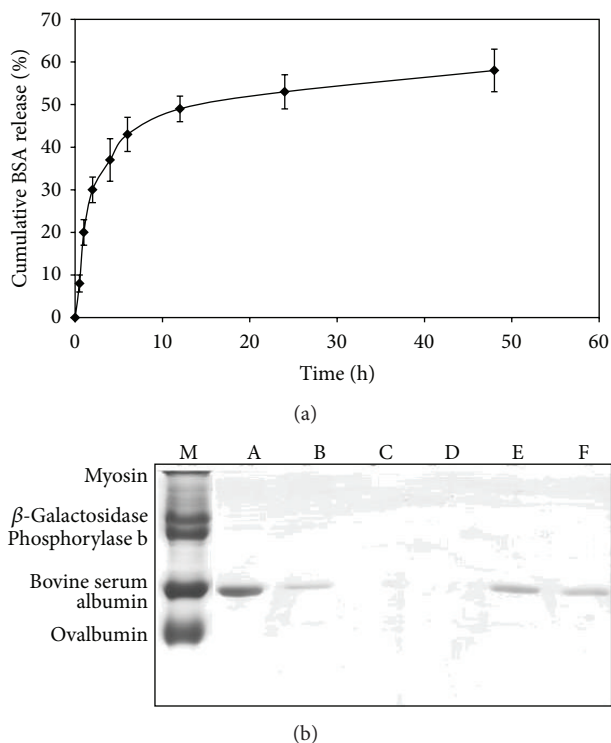 70
60
50
40
30
20
10
0
Cumulative BSA release (%)
0 10 20 30 40 50 60
Time (h)
(a)
M A B C D E F
Myosin
β-Galactosidase
Phosphorylase b
Bovine serum
albumin
Ovalbumin
(b)